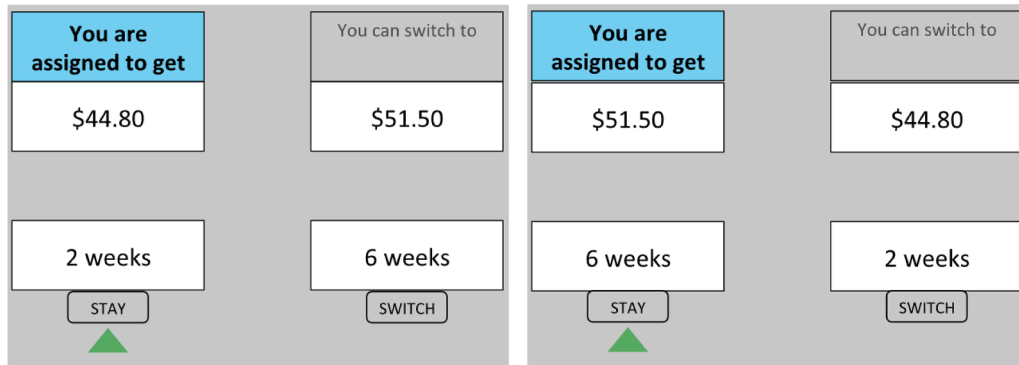 You are
assigned to get
You can switch to
$44.80
$51.50
2 weeks
6 weeks
STAY
SWITCH
You are
assigned to get
You can switch to
$51.50
$44.80
6 weeks
2 weeks
STAY
SWITCH